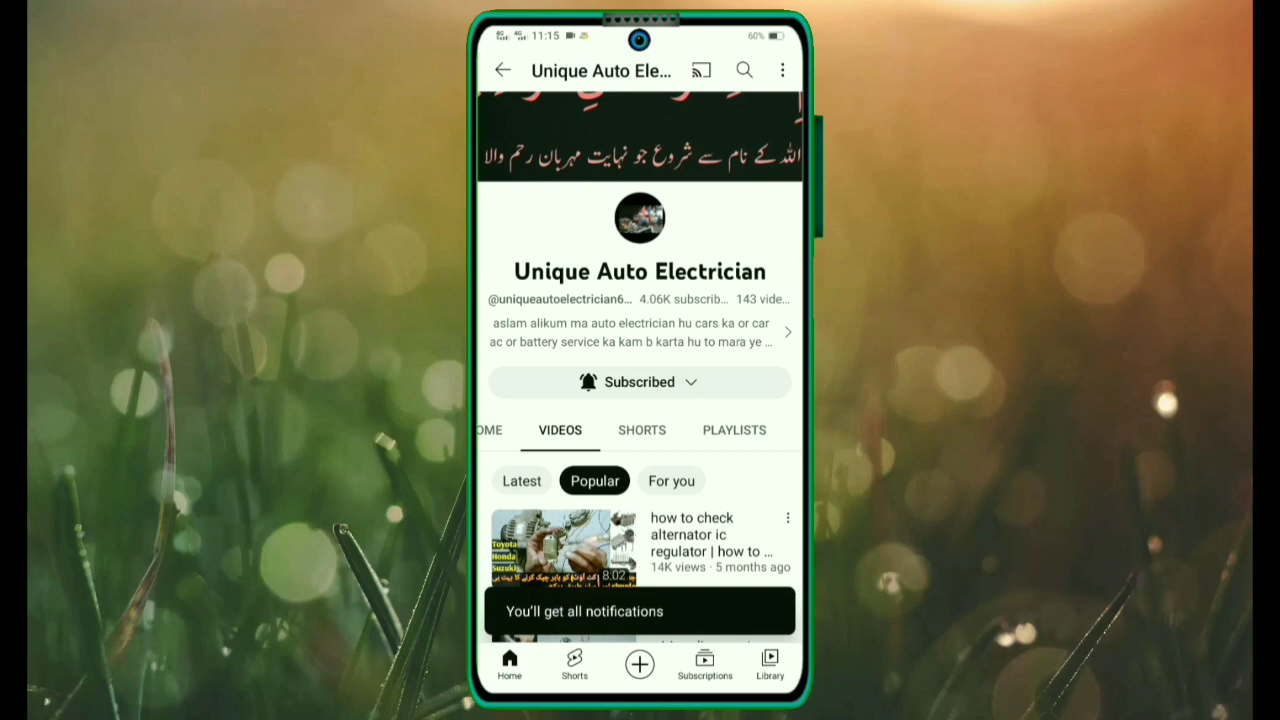 11:15
60%
Unique Auto Ele...
اللہ کے نام سے شروع جو نہایت مہربان رحم والا
Unique Auto Electrician
@uniqueautoelectrician6... 4.06K subscrib... 143 vide...
aslam alikum ma auto electrician hu cars ka or car
ac or battery service ka kam b karta hu to mara ye ...
Subscribed
OME VIDEOS SHORTS PLAYLISTS
Latest Popular For you
Toyota
Honda
Suzuki
8:02
how to check
alternator ic
regulator | how to ...
14K views · 5 months ago
You'll get all notifications
Home Shorts Subscriptions Library